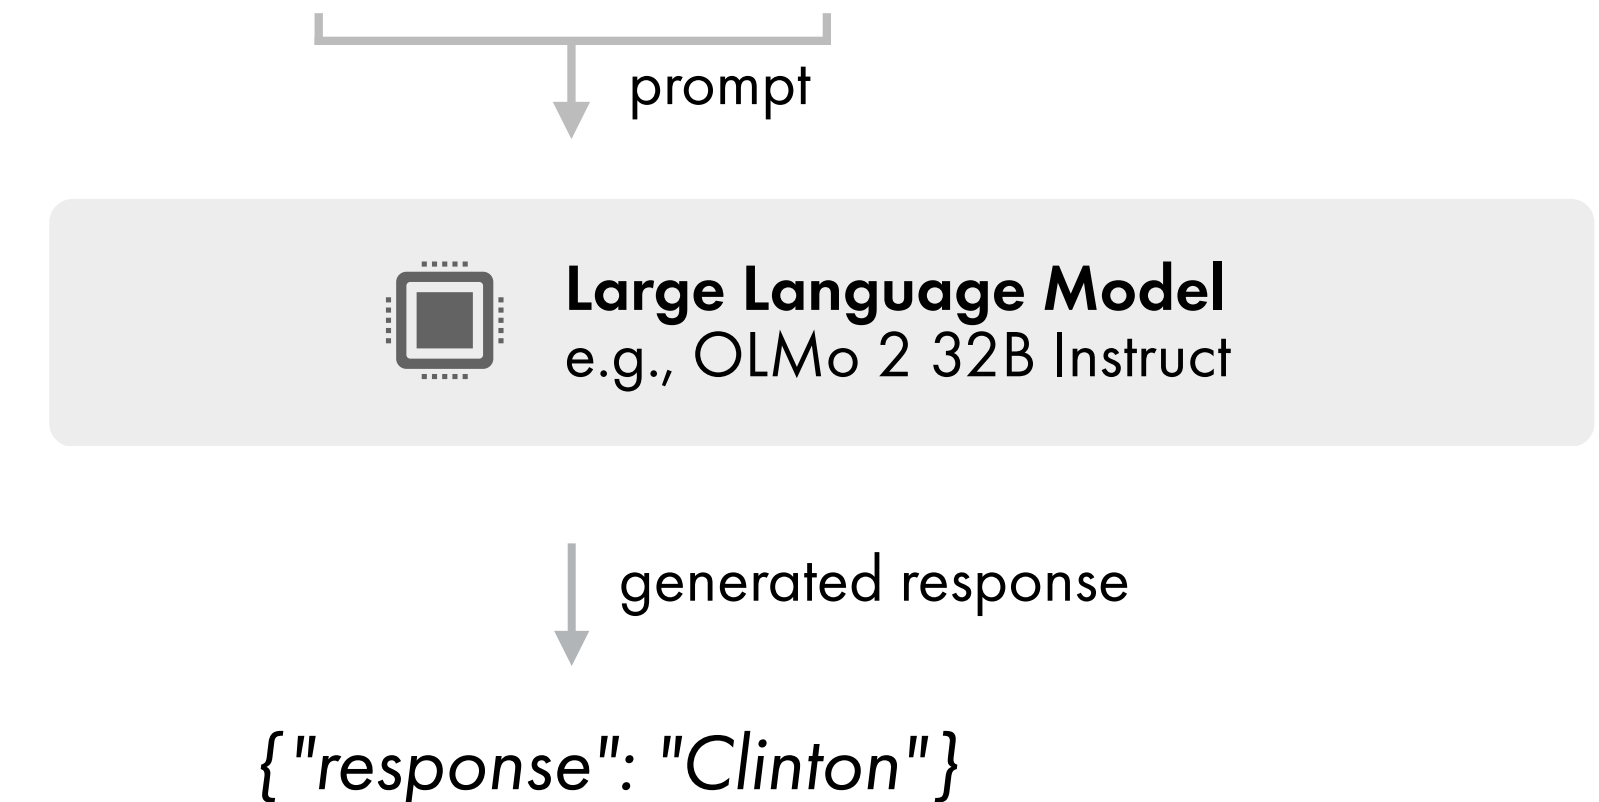 prompt
Large Language Model
e.g., OLMo 2 32B Instruct
generated response
{"response": "Clinton"}